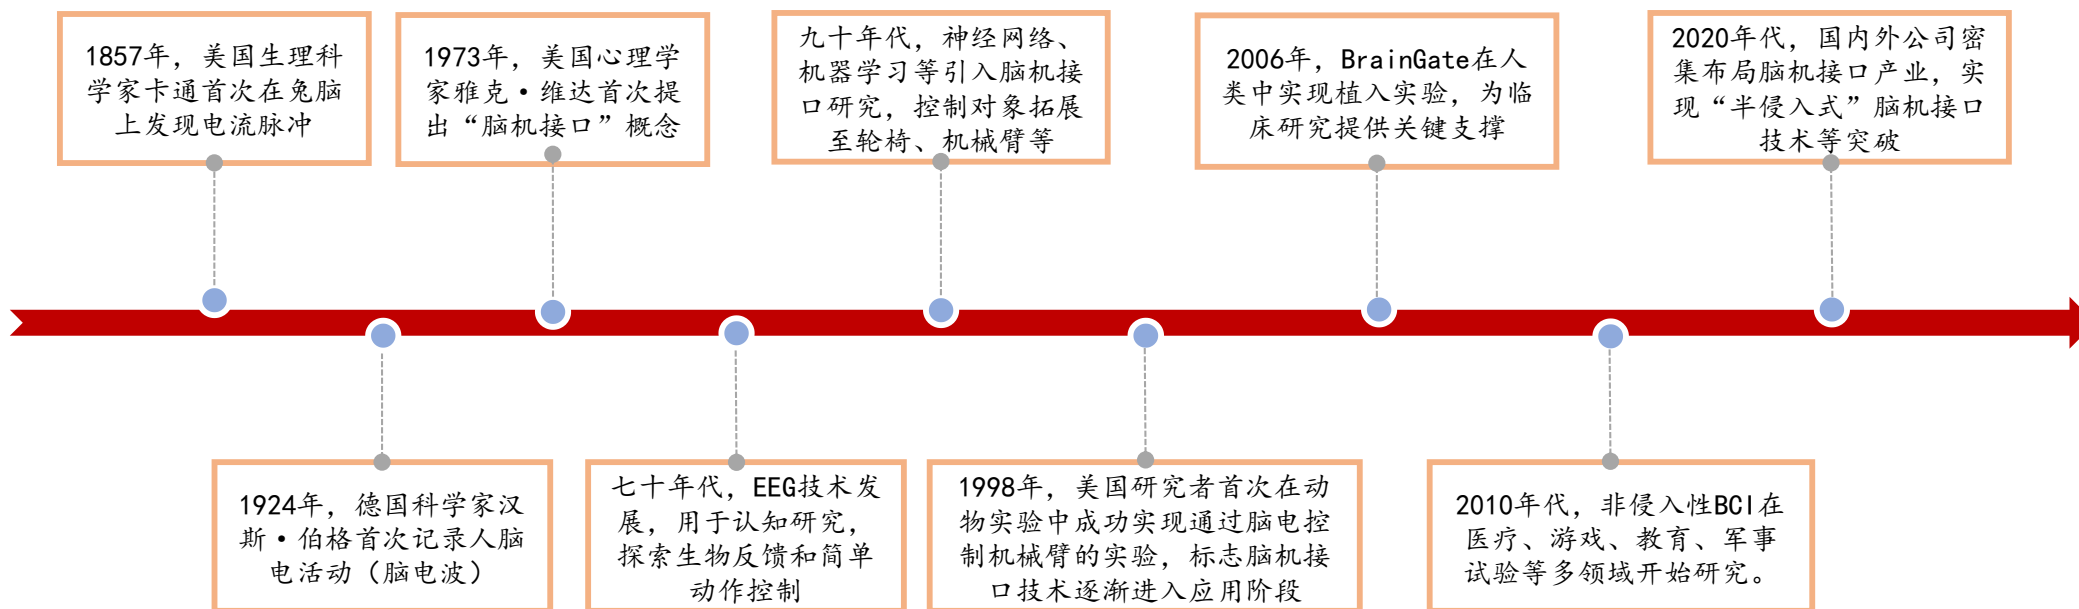 1857年，美国生理科
学家卡通首次在兔脑
上发现电流脉冲
1973年，美国心理学
家雅克·维达首次提
出“脑机接口”概念
九十年代，神经网络、
机器学习等引入脑机接
口研究，控制对象拓展
至轮椅、机械臂等
2006年，BrainGate在人
类中实现植入实验，为临
床研究提供关键支撑
2020年代，国内外公司密
集布局脑机接口产业，实
现“半侵入式”脑机接口
技术等突破
1924年，德国科学家汉
斯·伯格首次记录人脑
电活动（脑电波）
七十年代，EEG技术发
展，用于认知研究，
探索生物反馈和简单
动作控制
1998年，美国研究者首次在动
物实验中成功实现通过脑电控
制机械臂的实验，标志脑机接
口技术逐渐进入应用阶段
2010年代，非侵入性BCI在
医疗、游戏、教育、军事
试验等多领域开始研究。